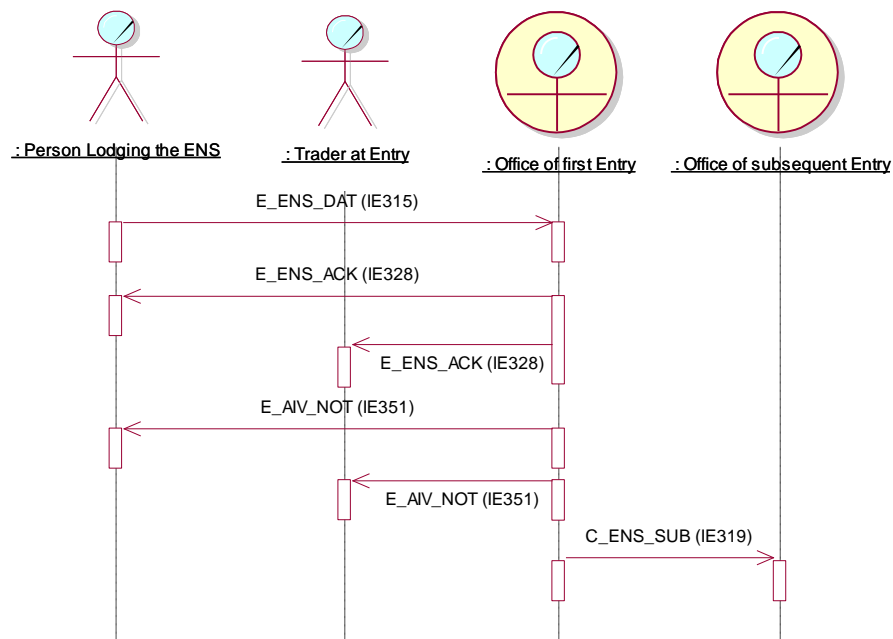 : Person Lodging the ENS
: Trader at Entry
: Office of first Entry
: Office of subsequent Entry
E_ENS_DAT (IE315)
E_ENS_ACK (IE328)
E_ENS_ACK (IE328)
E_AIV_NOT (IE351)
E_AIV_NOT (IE351)
C_ENS_SUB (IE319)